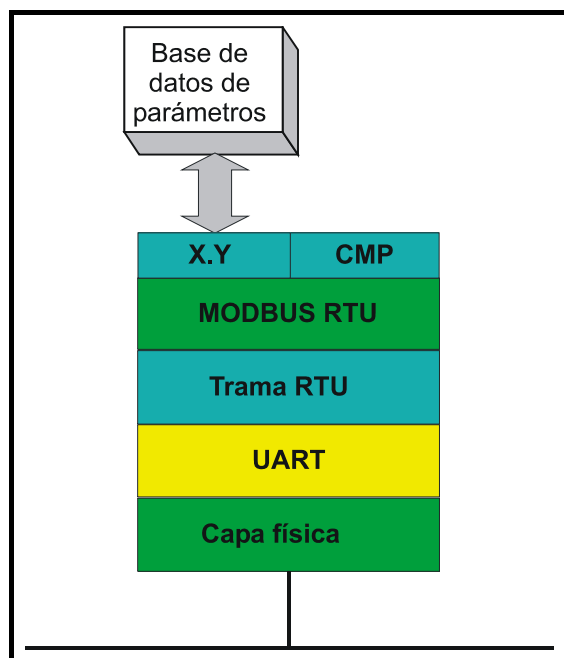 Base de
datos de
parámetros
X.Y CMP
MODBUS RTU
Trama RTU
UART
Capa física